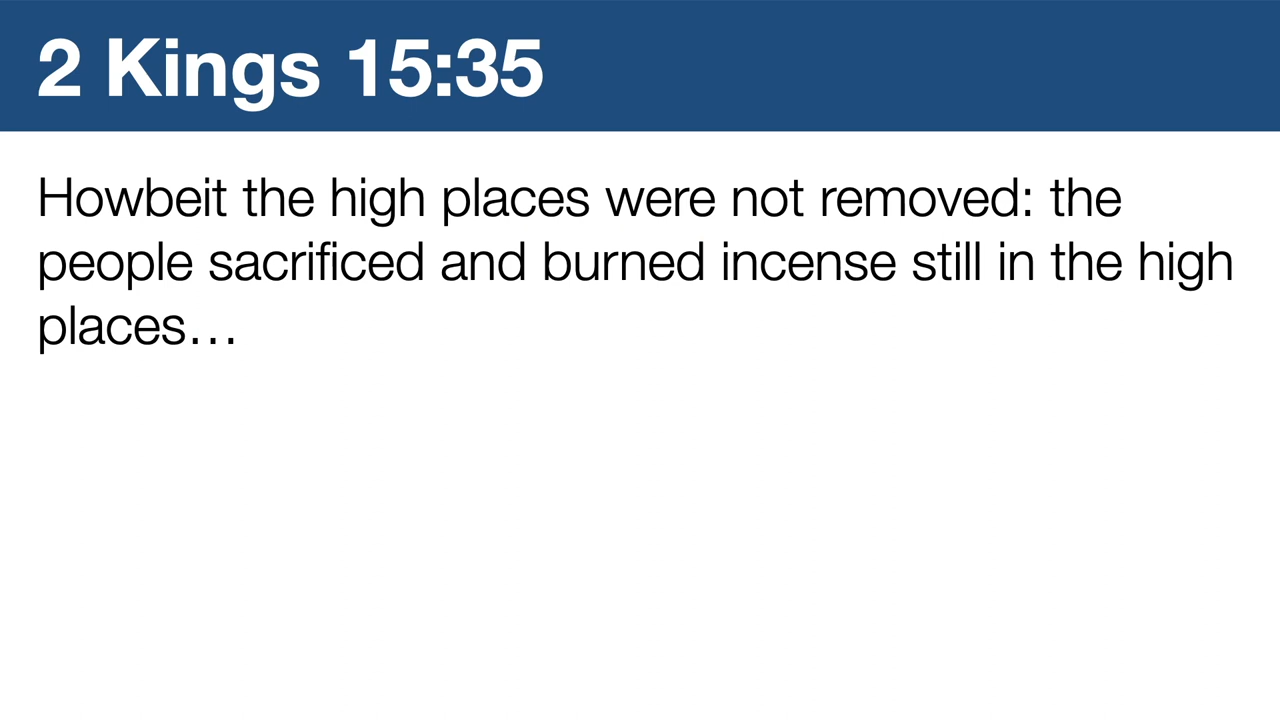 2 Kings 15:35
Howbeit the high places were not removed: the
people sacrificed and burned incense still in the high
places…